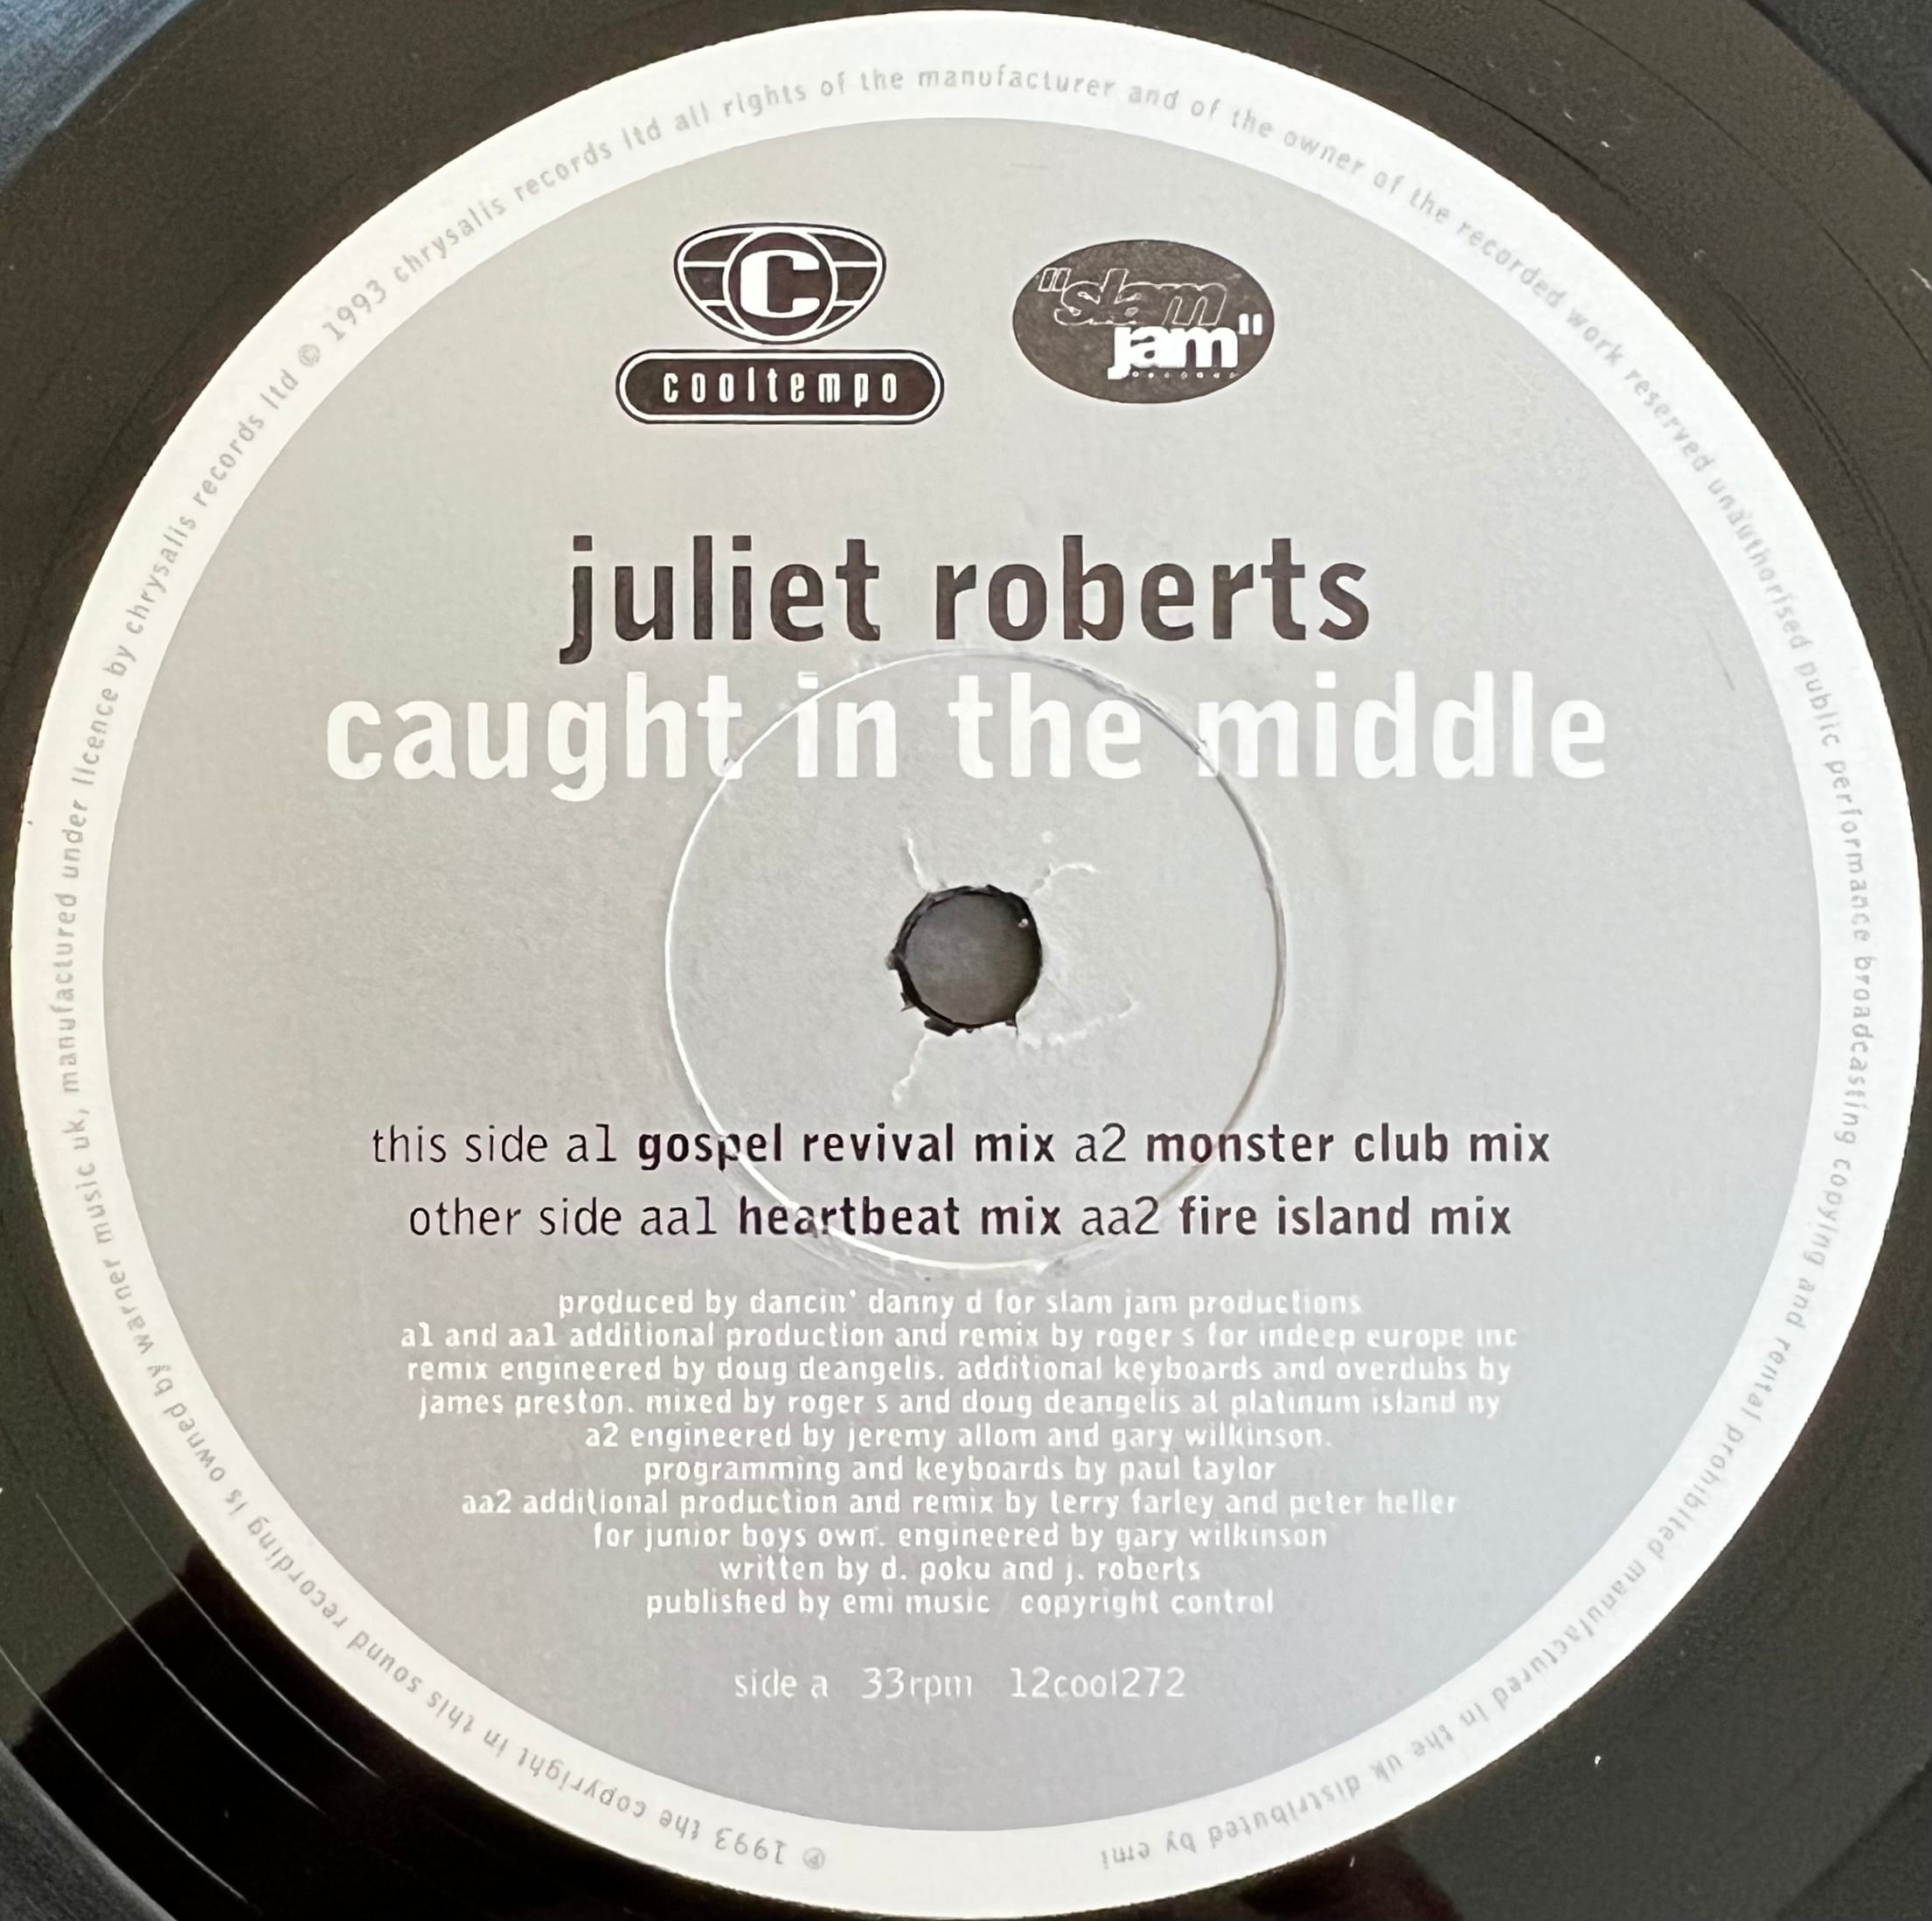 C
cooltempo
"slam
jam"
juliet roberts
caught in the middle
this side a1 gospel revival mix a2 monster club mix
other side aa1 heartbeat mix aa2 fire island mix
produced by dancin' danny d for slam jam productions
a1 and aa1 additional production and remix by roger s for indeep europe inc
remix engineered by doug deangelis. additional keyboards and overdubs by
james preston. mixed by roger s and doug deangelis at platinum island ny
a2 engineered by jeremy allom and gary wilkinson.
programming and keyboards by paul taylor
aa2 additional production and remix by terry farley and peter heller
for junior boys own. engineered by gary wilkinson
written by d. poku and j. roberts
published by emi music copyright control
side a 33rpm 12cool272
℗ 1993 the copyright in this sound recording is owned by warner music uk, manufactured under licence by chrysalis records ltd © 1993 chrysalis records ltd all rights of the manufacturer and of the owner of the recorded work reserved unauthorised public performance broadcasting copying and rental prohibited manufactured in the uk distributed by emi